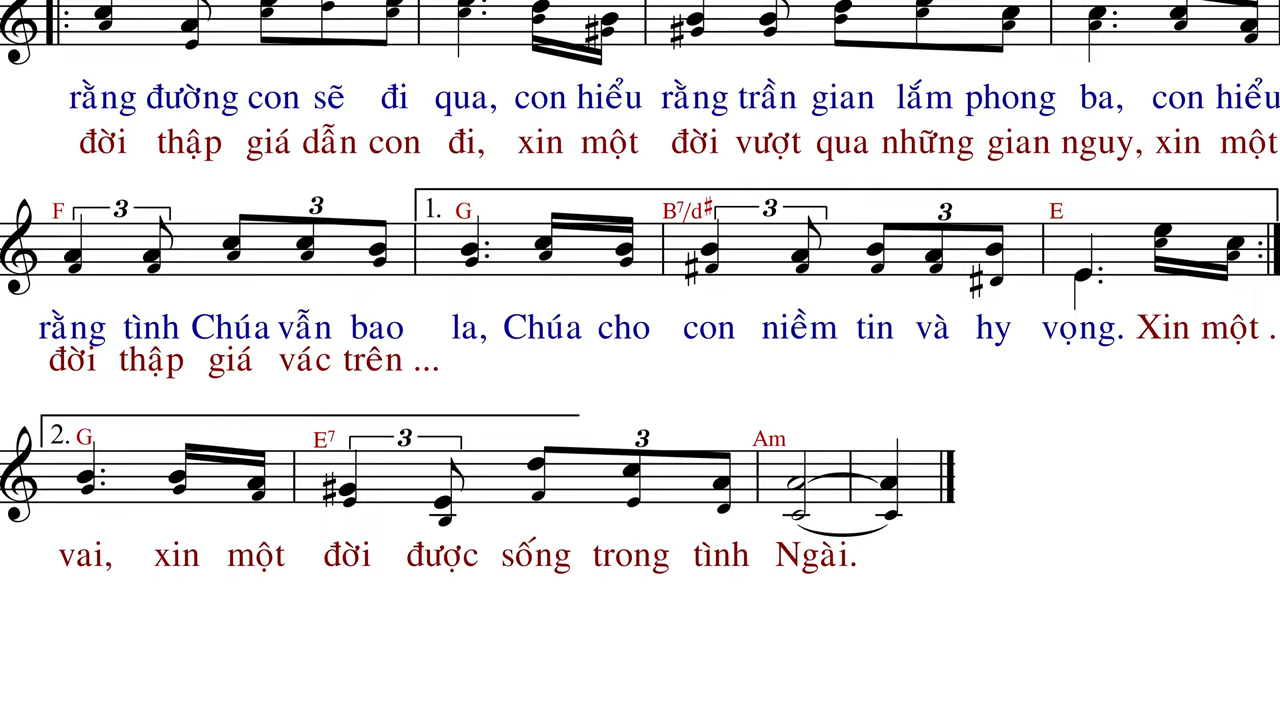 rằng đường con sẽ đi qua, con hiểu rằng trần gian lắm phong ba, con hiểu
đời thập giá dẫn con đi, xin một đời vượt qua những gian nguy, xin một
F 3 3 1. G B7/d# 3 3 E
rằng tình Chúa vẫn bao la, Chúa cho con niềm tin và hy vọng. Xin một .
đời thập giá vác trên ...
2. G E7 3 3 Am
vai, xin một đời được sống trong tình Ngài.